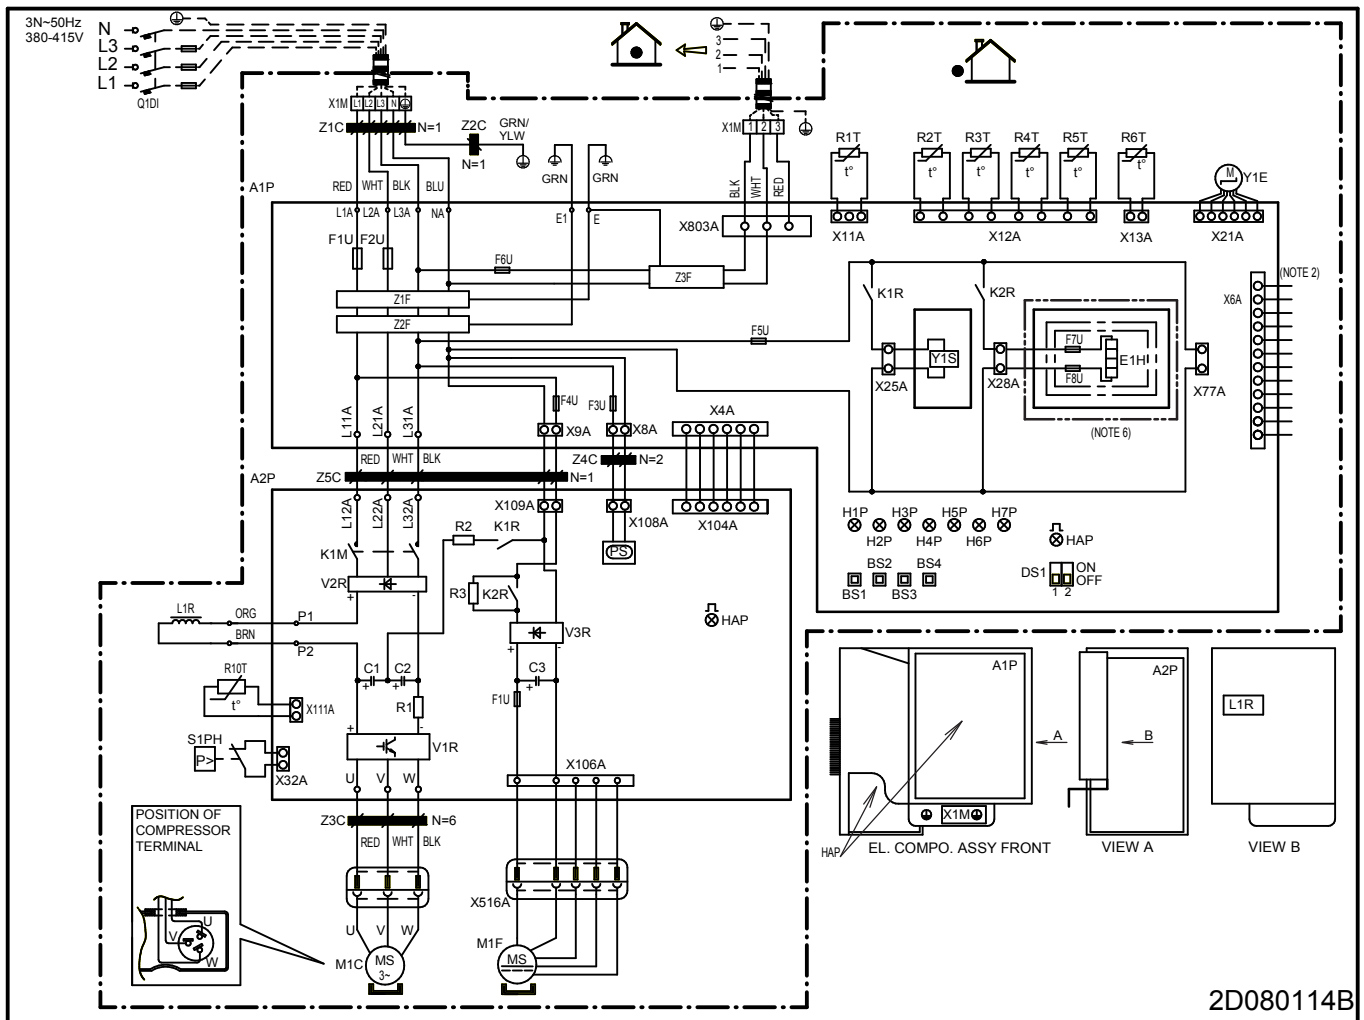 3N~50Hz
380-415V
N
L3
L2
L1
Q1DI
3
2
1
X1M L1 L2 L3 N
Z1C N=1
Z2C
N=1
GRN/
YLW
GRN
GRN
X1M 1 2 3
BLK WHT RED
R1T
t°
X11A
R2T R3T R4T R5T
t° t° t° t°
X12A
R6T
t°
X13A
M
Y1E
X21A
A1P
RED WHT BLK BLU
L1A L2A L3A NA
E1 E
X803A
F1U F2U
F6U
Z3F
Z1F
Z2F
F5U
K1R
K2R
(NOTE 2)
X6A
Y1S
F7U
F8U
E1H
X25A
X28A
X77A
(NOTE 6)
L11A L21A L31A
F4U
F3U
X9A
X8A
X4A
RED WHT BLK
Z4C N=2
A2P
Z5C N=1
L12A L22A L32A
X109A
X108A
X104A
PS
R2 K1R
K1M
V2R
+ -
R3 K2R
V3R
+ -
HAP
L1R
ORG
BRN
P1
P2
C1 C2
+ +
C3
+
F1U
R10T
t°
X111A
R1
S1PH
P>
X32A
+ -
V1R
U V W
X106A
H1P H3P H5P H7P
H2P H4P H6P
HAP
BS2 BS4
BS1 BS3
DS1 ON
OFF
1 2
Z3C N=6
RED WHT BLK
X516A
U V W
M1C MS
3~
M1F MS
POSITION OF
COMPRESSOR
TERMINAL
U
V
W
A1P
A
X1M
HAP
EL. COMPO. ASSY FRONT
A2P
B
VIEW A
L1R
VIEW B
2D080114B